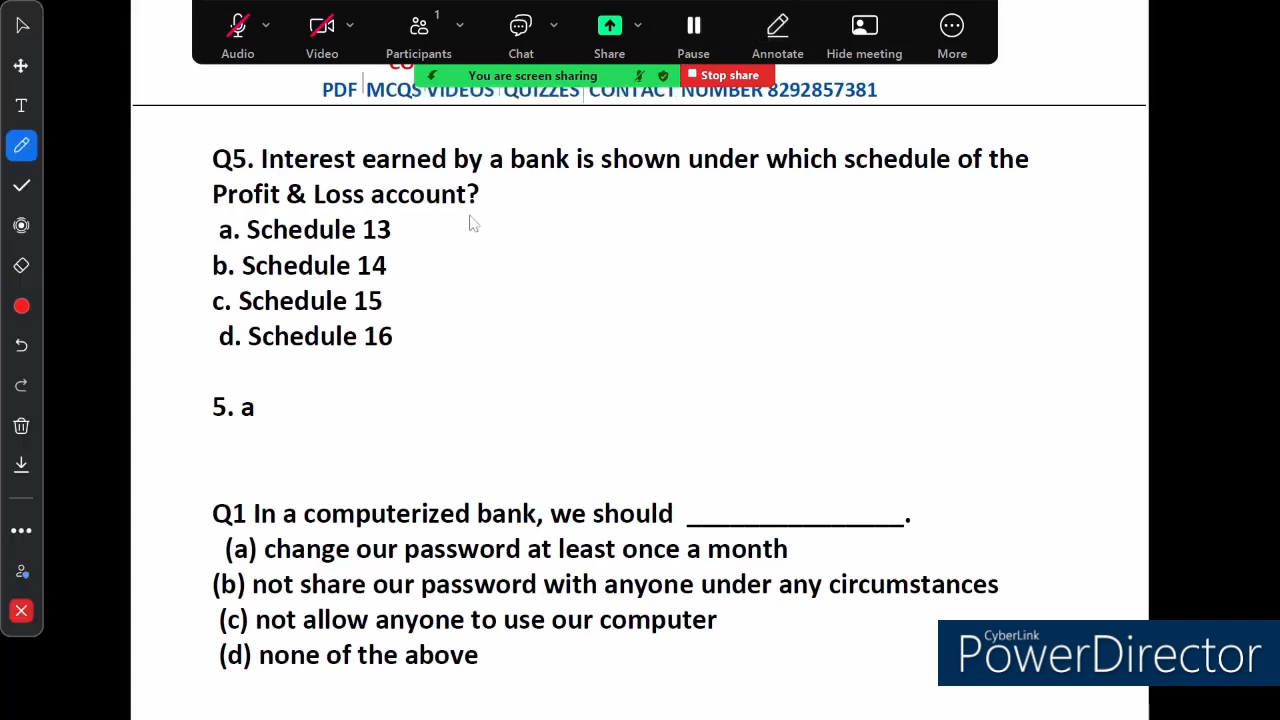 Audio Video Participants 1 Chat Share Pause Annotate Hide meeting More
You are screen sharing Stop share
PDF MCQS VIDEOS QUIZZES CONTACT NUMBER 8292857381
Q5. Interest earned by a bank is shown under which schedule of the
Profit & Loss account?
a. Schedule 13
b. Schedule 14
c. Schedule 15
d. Schedule 16
5. a
Q1 In a computerized bank, we should _______________.
(a) change our password at least once a month
(b) not share our password with anyone under any circumstances
(c) not allow anyone to use our computer
(d) none of the above
CyberLink
PowerDirector